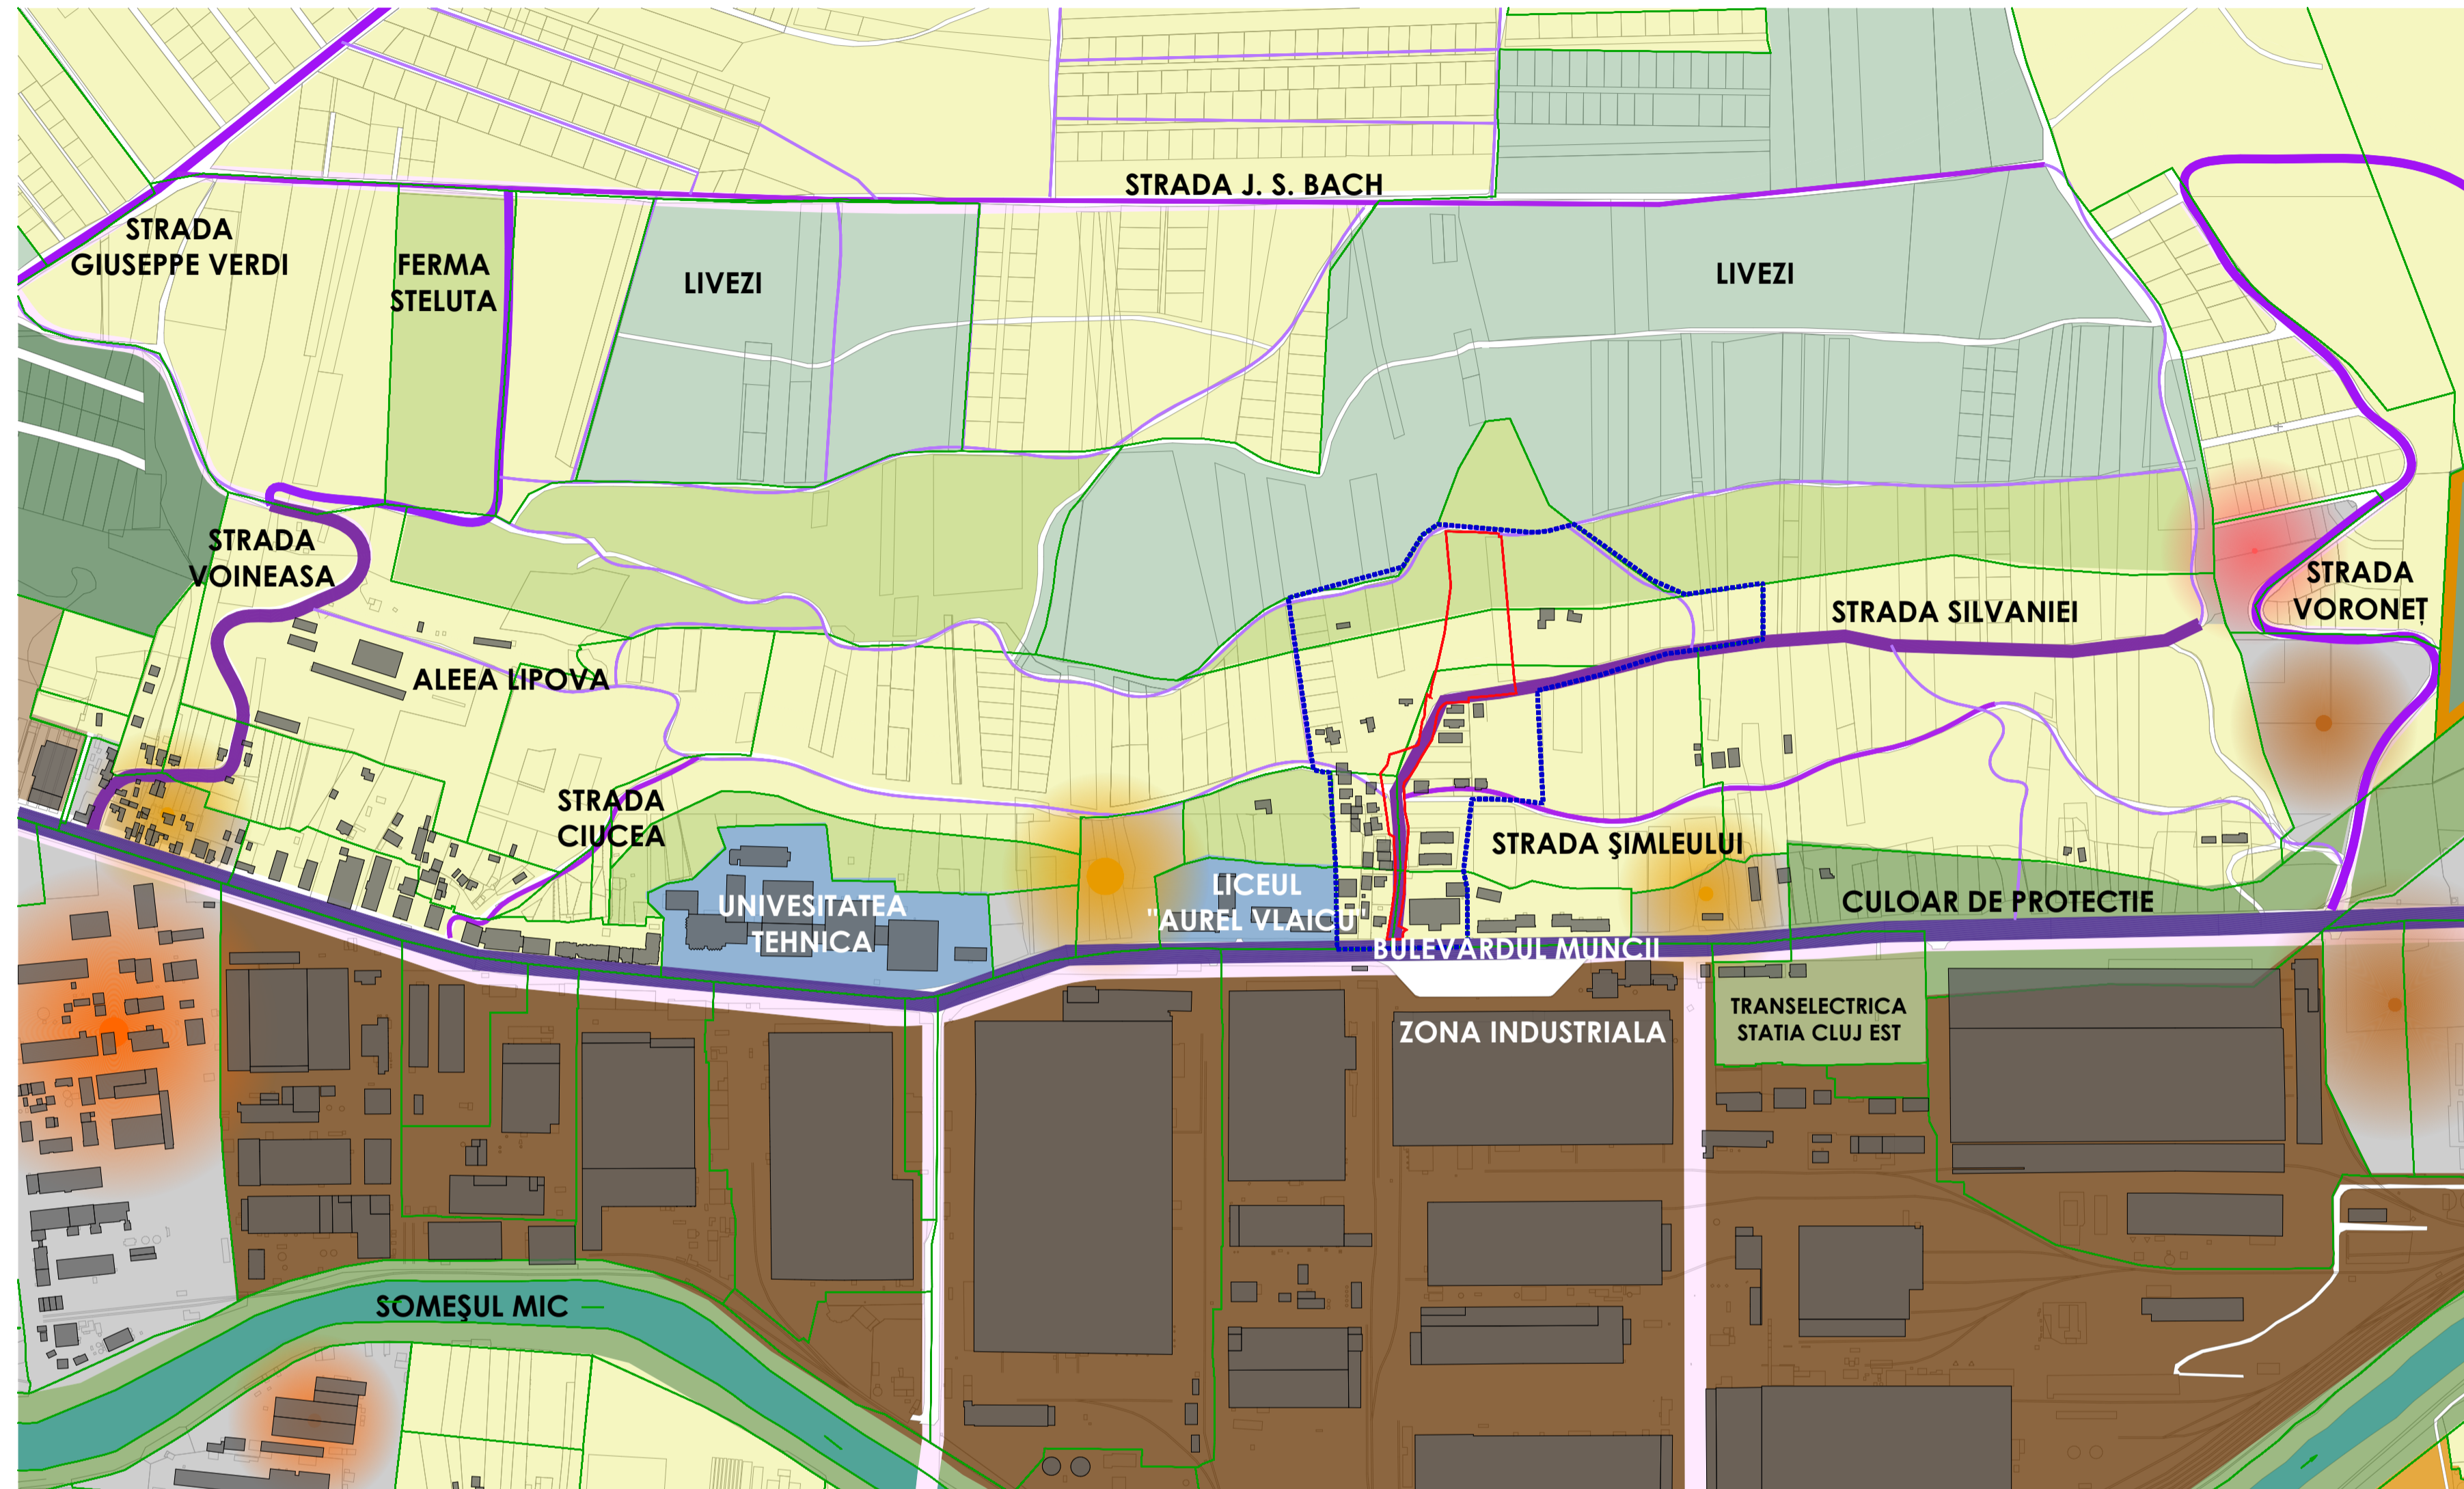 STRADA J. S. BACH
STRADA
GIUSEPPE VERDI
FERMA
STELUTA
LIVEZI
LIVEZI
STRADA
VOINEASA
STRADA
VORONEȚ
STRADA SILVANIEI
ALEEA LIPOVA
STRADA
CIUCEA
STRADA ŞIMLEULUI
LICEUL
"AUREL VLAICU"
UNIVESITATEA
TEHNICA
CULOAR DE PROTECTIE
BULEVARDUL MUNCII
TRANSELECTRICA
STATIA CLUJ EST
ZONA INDUSTRIALA
SOMEŞUL MIC